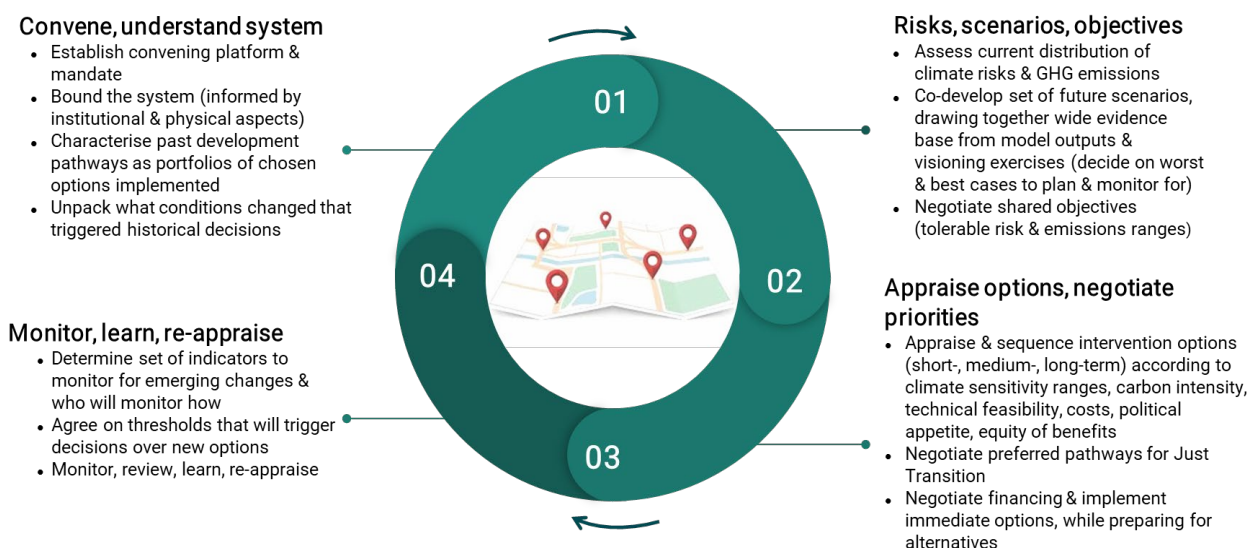 Convene, understand system
• Establish convening platform &
mandate
• Bound the system (informed by
institutional & physical aspects)
• Characterise past development
pathways as portfolios of chosen
options implemented
• Unpack what conditions changed that
triggered historical decisions
01
Risks, scenarios, objectives
• Assess current distribution of
climate risks & GHG emissions
• Co-develop set of future scenarios,
drawing together wide evidence
base from model outputs &
visioning exercises (decide on worst
& best cases to plan & monitor for)
• Negotiate shared objectives
(tolerable risk & emissions ranges)
02
Appraise options, negotiate
priorities
• Appraise & sequence intervention options
(short-, medium-, long-term) according to
climate sensitivity ranges, carbon intensity,
technical feasibility, costs, political
appetite, equity of benefits
• Negotiate preferred pathways for Just
Transition
• Negotiate financing & implement
immediate options, while preparing for
alternatives
03
Monitor, learn, re-appraise
• Determine set of indicators to
monitor for emerging changes &
who will monitor how
• Agree on thresholds that will trigger
decisions over new options
• Monitor, review, learn, re-appraise
04